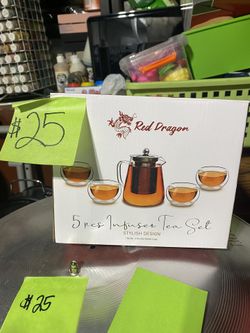 $25
Red Dragon
5 pcs Infuser Tea Set
STYLISH DESIGN
$25